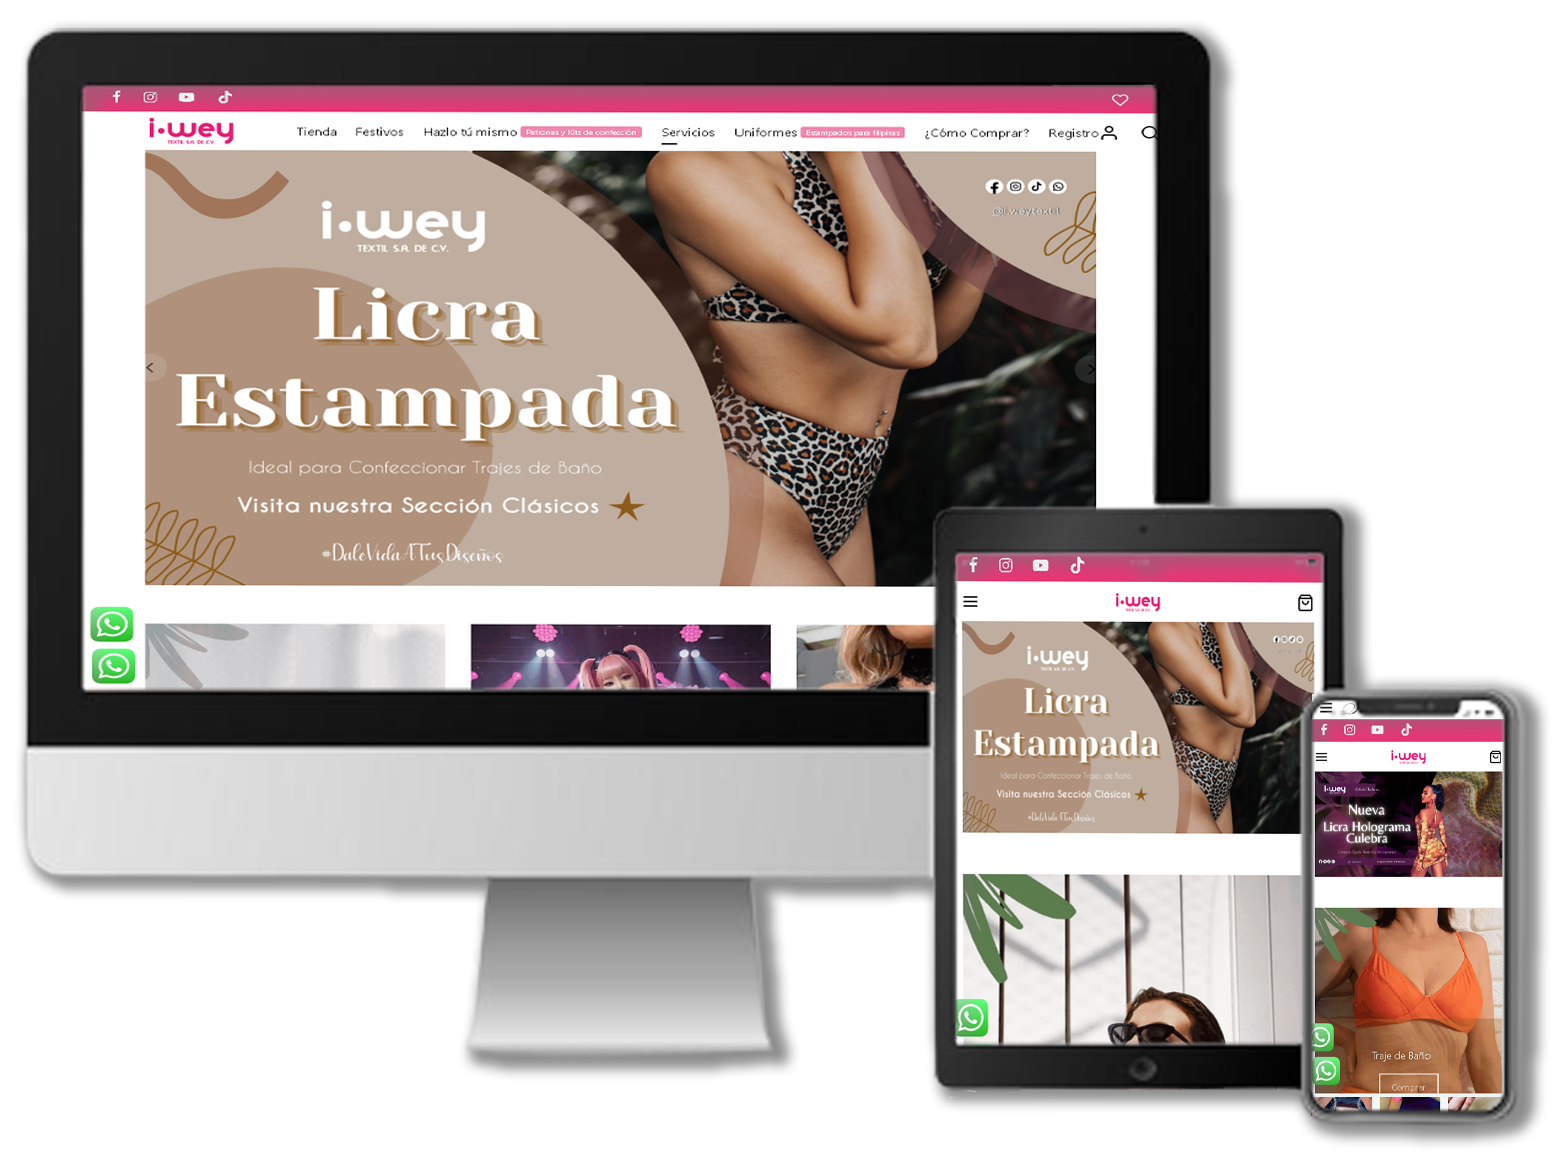 i·wey
TEXTIL S.A. DE C.V.
Tienda
Festivos
Hazlo tú mismo
Patrones y Kits de confección
Servicios
Uniformes
Estampados para filipinas
¿Cómo Comprar?
Registro
i·wey
TEXTIL S.A. DE C.V.
@i.weytextil
Licra
Estampada
Ideal para Confeccionar Trajes de Baño
Visita nuestra Sección Clásicos
#DaleVidaATusDiseños
i·wey
i·wey
TEXTIL S.A. DE C.V.
Licra
Estampada
Ideal para Confeccionar Trajes de Baño
Visita nuestra Sección Clásicos
#DaleVidaATusDiseños
i·wey
i·wey
Nueva
Licra Holograma
Culebra
Traje de Baño
Comprar